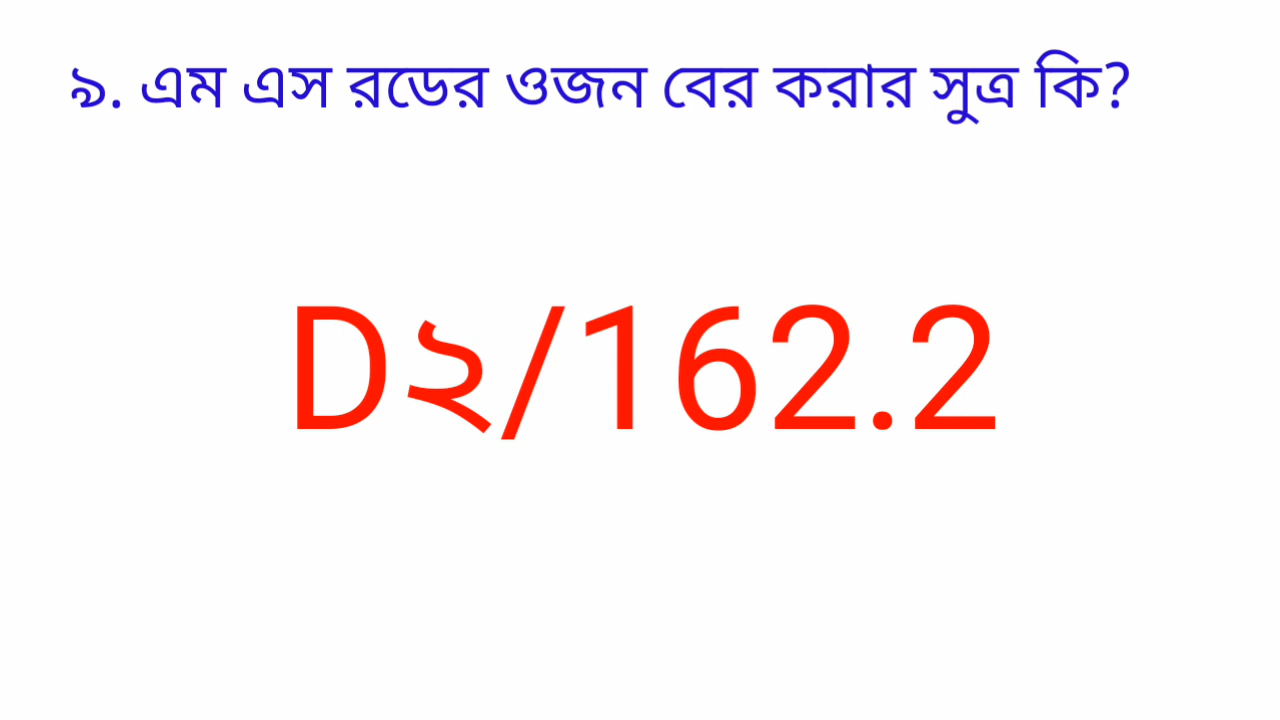 ৯. এম এস রডের ওজন বের করার সুত্র কি?
D২/162.2